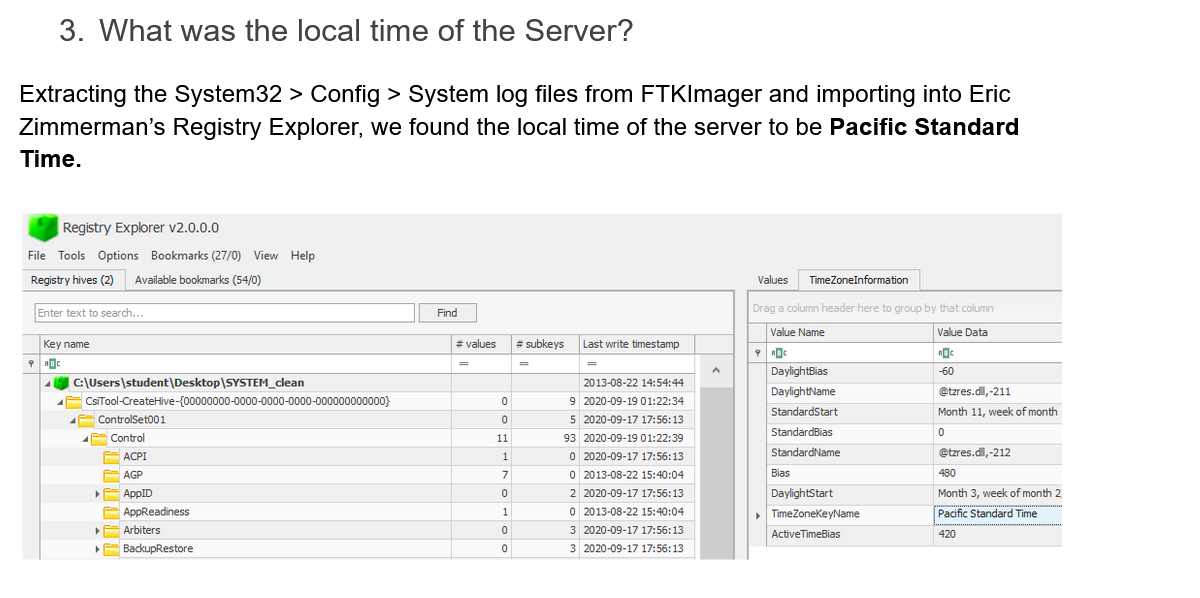 3. What was the local time of the Server?
Extracting the System32 > Config > System log files from FTKImager and importing into Eric
Zimmerman's Registry Explorer, we found the local time of the server to be Pacific Standard
Time.
Registry Explorer v2.0.0.0
File Tools Options Bookmarks (27/0) View Help
Registry hives (2) Available bookmarks (54/0)
Enter text to search... Find
Key name # values # subkeys Last write timestamp
= = =
C:\Users\student\Desktop\SYSTEM_clean 2013-08-22 14:54:44
CsiTool-CreateHive-{00000000-0000-0000-0000-000000000000} 0 9 2020-09-19 01:22:34
ControlSet001 0 5 2020-09-17 17:56:13
Control 11 93 2020-09-19 01:22:39
ACPI 1 0 2020-09-17 17:56:13
AGP 7 0 2013-08-22 15:40:04
AppID 0 2 2020-09-17 17:56:13
AppReadiness 1 0 2013-08-22 15:40:04
Arbiters 0 3 2020-09-17 17:56:13
BackupRestore 0 3 2020-09-17 17:56:13
Values TimeZoneInformation
Drag a column header here to group by that column
Value Name Value Data
DaylightBias -60
DaylightName @tzres.dll,-211
StandardStart Month 11, week of month
StandardBias 0
StandardName @tzres.dll,-212
Bias 480
DaylightStart Month 3, week of month 2
TimeZoneKeyName Pacific Standard Time
ActiveTimeBias 420